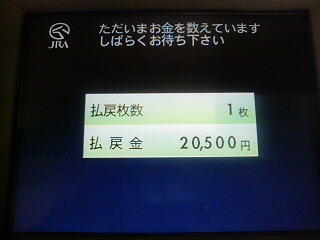 ただいまお金を数えています
しばらくお待ち下さい
JRA
払戻枚数 1枚
払戻金 20,500円